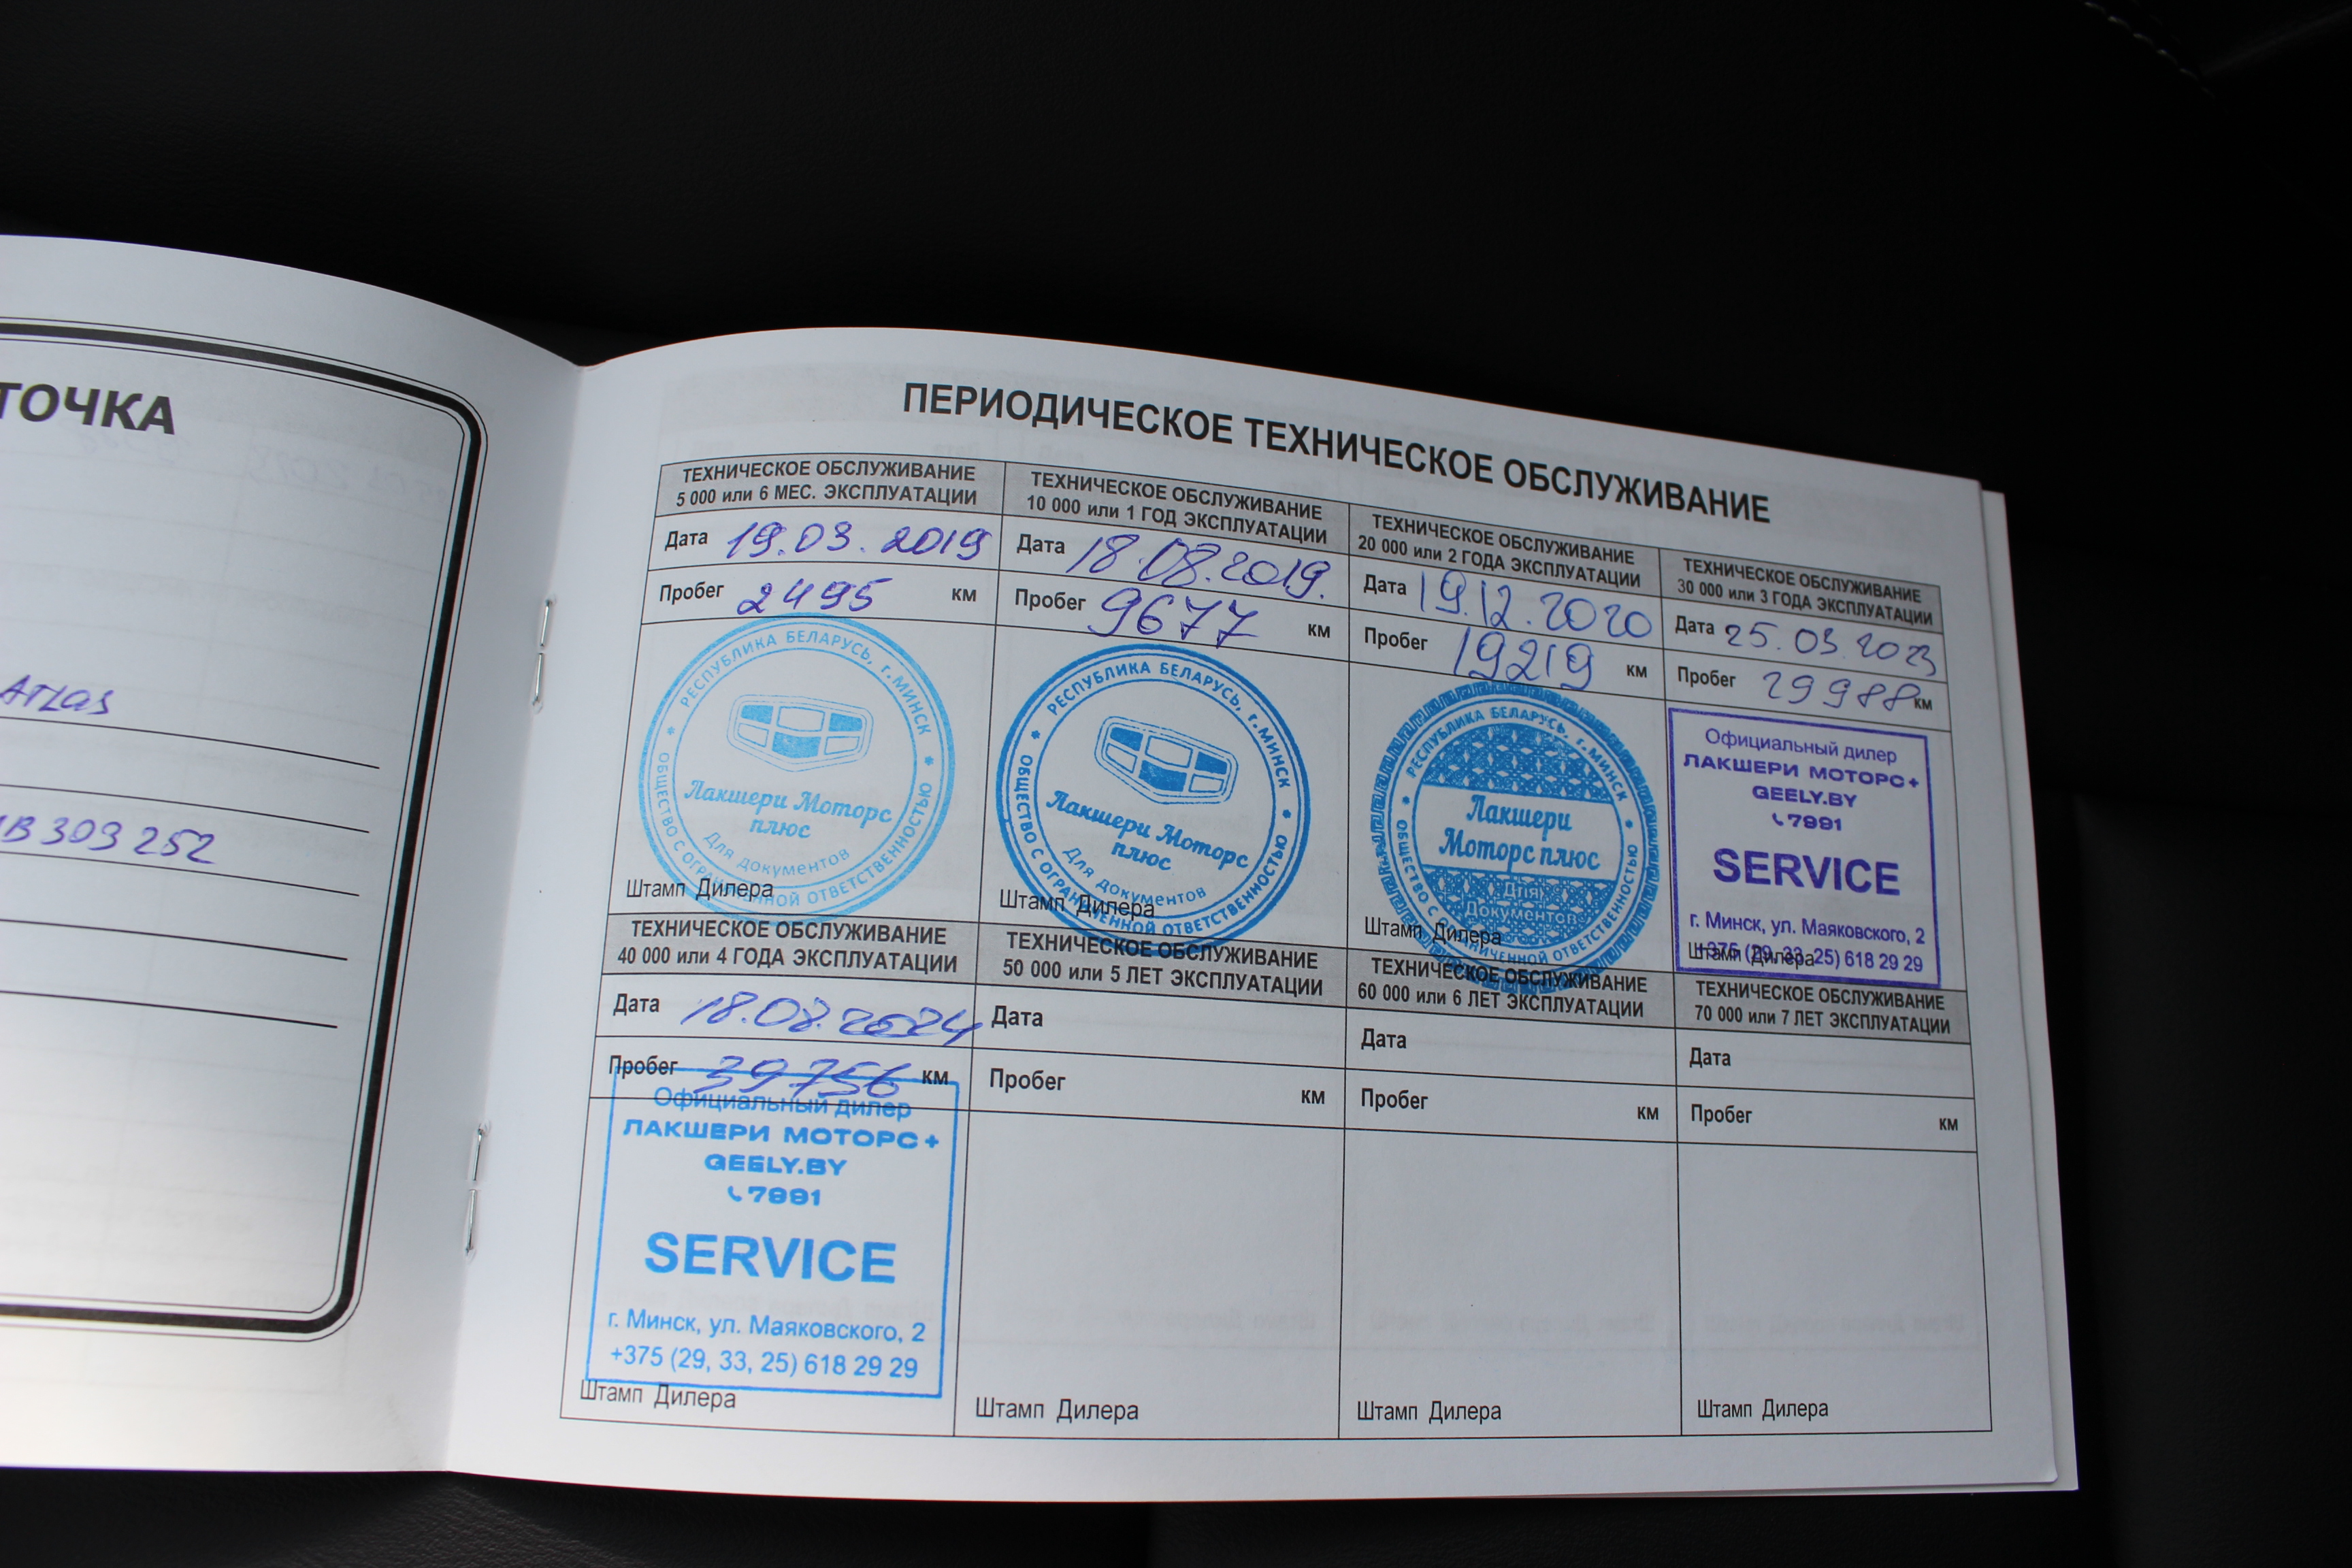 ТОЧКА
ATLAS
B 303 252
ПЕРИОДИЧЕСКОЕ ТЕХНИЧЕСКОЕ ОБСЛУЖИВАНИЕ
ТЕХНИЧЕСКОЕ ОБСЛУЖИВАНИЕ
5 000 или 6 МЕС. ЭКСПЛУАТАЦИИ
Дата 19.03.2019
Пробег 2495 км
РЕСПУБЛИКА БЕЛАРУСЬ, г.МИНСК
Лакшери Моторс
плюс
Для документов
ОБЩЕСТВО С ОГРАНИЧЕННОЙ ОТВЕТСТВЕННОСТЬЮ
Штамп Дилера
ТЕХНИЧЕСКОЕ ОБСЛУЖИВАНИЕ
10 000 или 1 ГОД ЭКСПЛУАТАЦИИ
Дата 18.08.2019.
Пробег 9677 км
РЕСПУБЛИКА БЕЛАРУСЬ, г.МИНСК
Лакшери Моторс
плюс
Для документов
ОБЩЕСТВО С ОГРАНИЧЕННОЙ ОТВЕТСТВЕННОСТЬЮ
Штамп Дилера
ТЕХНИЧЕСКОЕ ОБСЛУЖИВАНИЕ
20 000 или 2 ГОДА ЭКСПЛУАТАЦИИ
Дата 19.12.2020
Пробег 19219 км
РЕСПУБЛИКА БЕЛАРУСЬ, г.МИНСК
Лакшери
Моторс плюс
Для
Документов
ОБЩЕСТВО С ОГРАНИЧЕННОЙ ОТВЕТСТВЕННОСТЬЮ
Штамп Дилера
ТЕХНИЧЕСКОЕ ОБСЛУЖИВАНИЕ
30 000 или 3 ГОДА ЭКСПЛУАТАЦИИ
Дата 25.03.2023
Пробег 29988 км
Официальный дилер
ЛАКШЕРИ МОТОРС+
GEELY.BY
7991
SERVICE
г. Минск, ул. Маяковского, 2
+375 (29, 33, 25) 618 29 29
Штамп Дилера
ТЕХНИЧЕСКОЕ ОБСЛУЖИВАНИЕ
40 000 или 4 ГОДА ЭКСПЛУАТАЦИИ
Дата 18.08.2024
Пробег 39756 км
Официальный дилер
ЛАКШЕРИ МОТОРС+
GEELY.BY
7991
SERVICE
г. Минск, ул. Маяковского, 2
+375 (29, 33, 25) 618 29 29
Штамп Дилера
ТЕХНИЧЕСКОЕ ОБСЛУЖИВАНИЕ
50 000 или 5 ЛЕТ ЭКСПЛУАТАЦИИ
Дата
Пробег км
Штамп Дилера
ТЕХНИЧЕСКОЕ ОБСЛУЖИВАНИЕ
60 000 или 6 ЛЕТ ЭКСПЛУАТАЦИИ
Дата
Пробег км
Штамп Дилера
ТЕХНИЧЕСКОЕ ОБСЛУЖИВАНИЕ
70 000 или 7 ЛЕТ ЭКСПЛУАТАЦИИ
Дата
Пробег км
Штамп Дилера